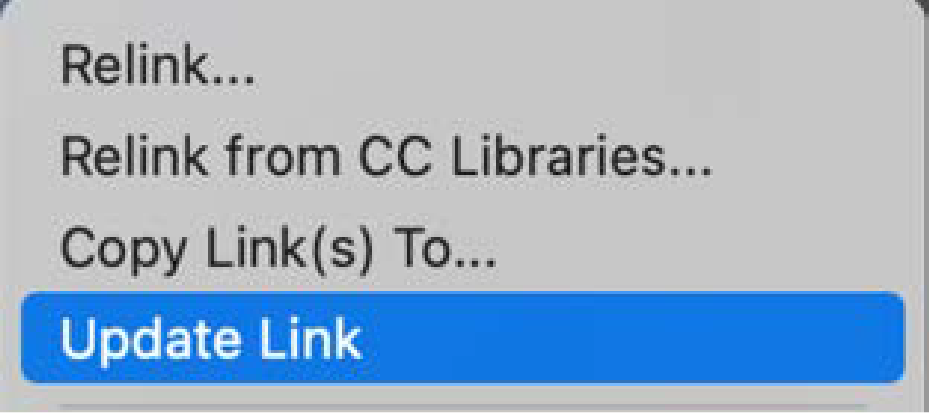 Relink...
Relink from CC Libraries...
Copy Link(s) To...
Update Link